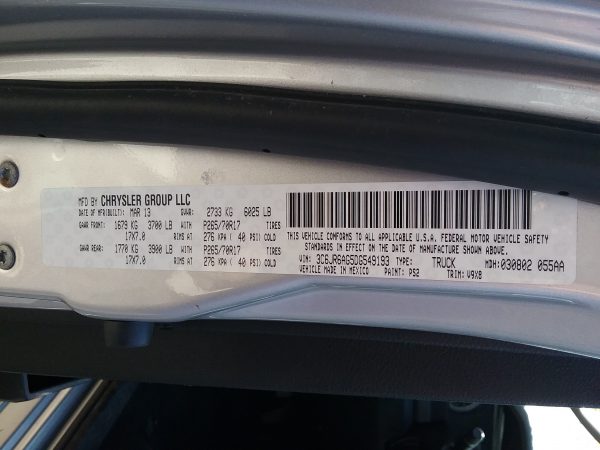 MFD BY CHRYSLER GROUP LLC
DATE OF MFR(BUILT): MAR 13 GVWR: 2733 KG 6025 LB
GAWR FRONT: 1679 KG 3700 LB WITH P265/70R17 TIRES
17X7.0 RIMS AT 276 KPA ( 40 PSI) COLD
GAWR REAR: 1770 KG 3900 LB WITH P265/70R17 TIRES
17X7.0 RIMS AT 276 KPA ( 40 PSI) COLD
THIS VEHICLE CONFORMS TO ALL APPLICABLE U.S.A. FEDERAL MOTOR VEHICLE SAFETY
STANDARDS IN EFFECT ON THE DATE OF MANUFACTURE SHOWN ABOVE.
VIN: 3C6JR6AG5DG549193 TYPE: TRUCK MDH: 030802 055AA
VEHICLE MADE IN MEXICO PAINT: PS2 TRIM: V9X8